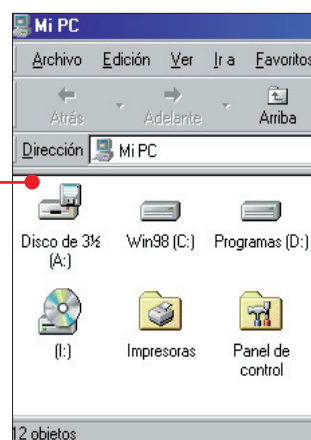 Mi PC
Archivo Edición Ver Ir a Favoritos
Atrás Adelante Arriba
Dirección Mi PC
Disco de 3½ (A:) Win98 (C:) Programas (D:)
(I:) Impresoras Panel de control
12 objetos